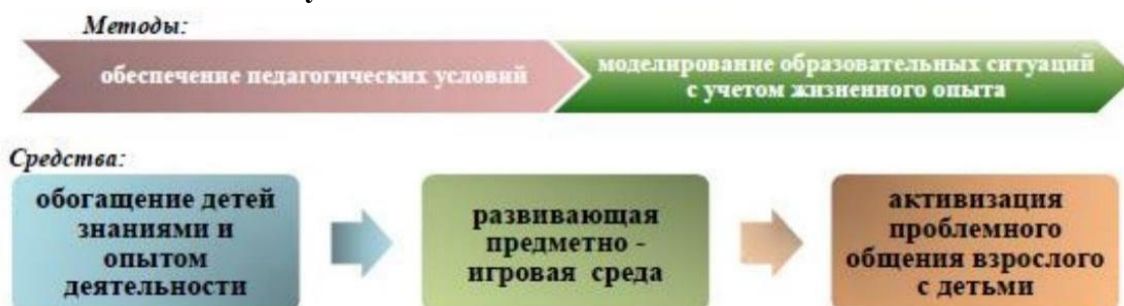 Методы:
обеспечение педагогических условий
моделирование образовательных ситуаций
с учетом жизненного опыта
Средства:
обогащение детей
знаниями и
опытом
деятельности
развивающая
предметно -
игровая среда
активизация
проблемного
общения взрослого
с детьми